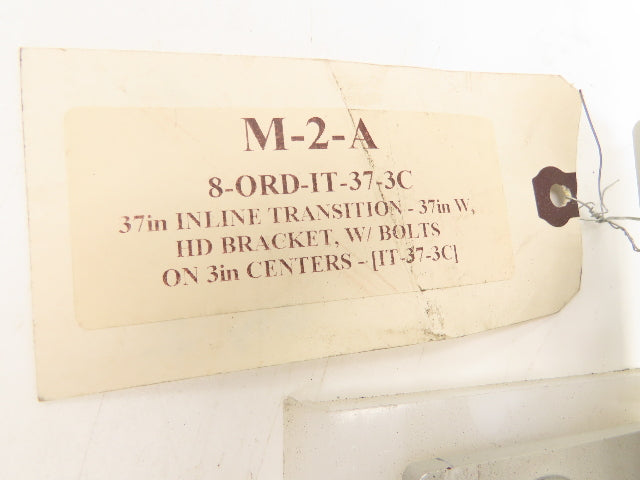 M-2-A
8-ORD-IT-37-3C
37in INLINE TRANSITION - 37in W,
HD BRACKET, W/ BOLTS
ON 3in CENTERS - [IT-37-3C]